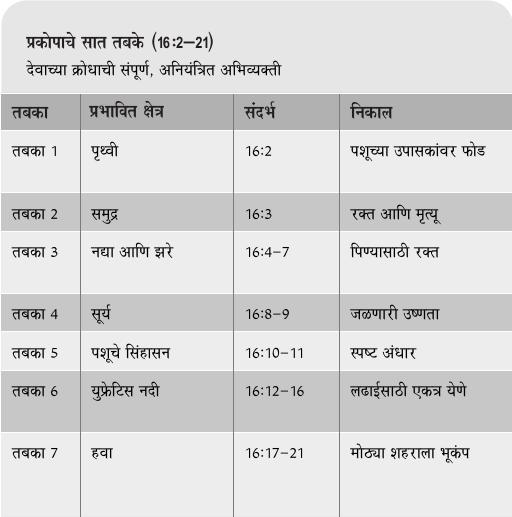 प्रकोपाचे सात तबके (16:2–21)
देवाच्या क्रोधाची संपूर्ण, अनियंत्रित अभिव्यक्ती
तबका प्रभावित क्षेत्र संदर्भ निकाल
तबका 1 पृथ्वी 16:2 पशूच्या उपासकांवर फोड
तबका 2 समुद्र 16:3 रक्त आणि मृत्यू
तबका 3 नद्या आणि झरे 16:4–7 पिण्यासाठी रक्त
तबका 4 सूर्य 16:8–9 जळणारी उष्णता
तबका 5 पशूचे सिंहासन 16:10–11 स्पष्ट अंधार
तबका 6 युफ्रेटिस नदी 16:12–16 लढाईसाठी एकत्र येणे
तबका 7 हवा 16:17–21 मोठ्या शहराला भूकंप